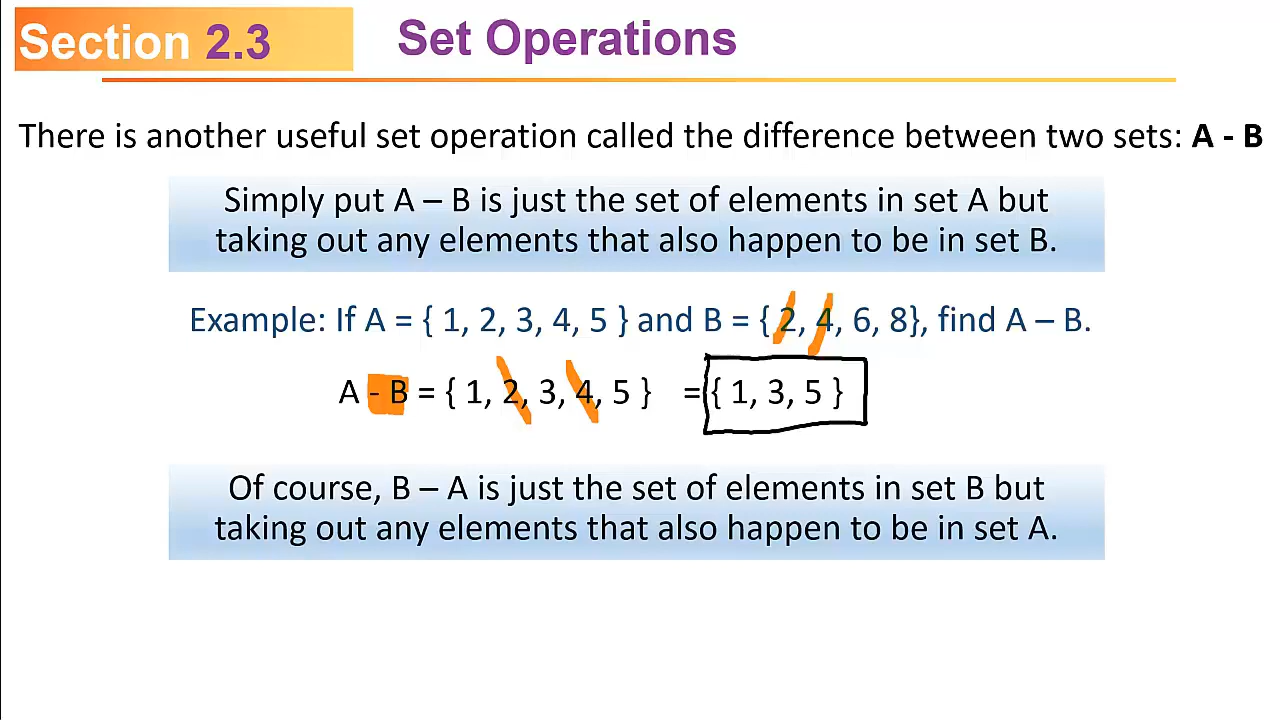 Section 2.3
Set Operations
There is another useful set operation called the difference between two sets: A - B
Simply put A – B is just the set of elements in set A but
taking out any elements that also happen to be in set B.
Example: If A = { 1, 2, 3, 4, 5 } and B = { 2, 4, 6, 8}, find A – B.
A - B = { 1, 2, 3, 4, 5 } = { 1, 3, 5 }
Of course, B – A is just the set of elements in set B but
taking out any elements that also happen to be in set A.